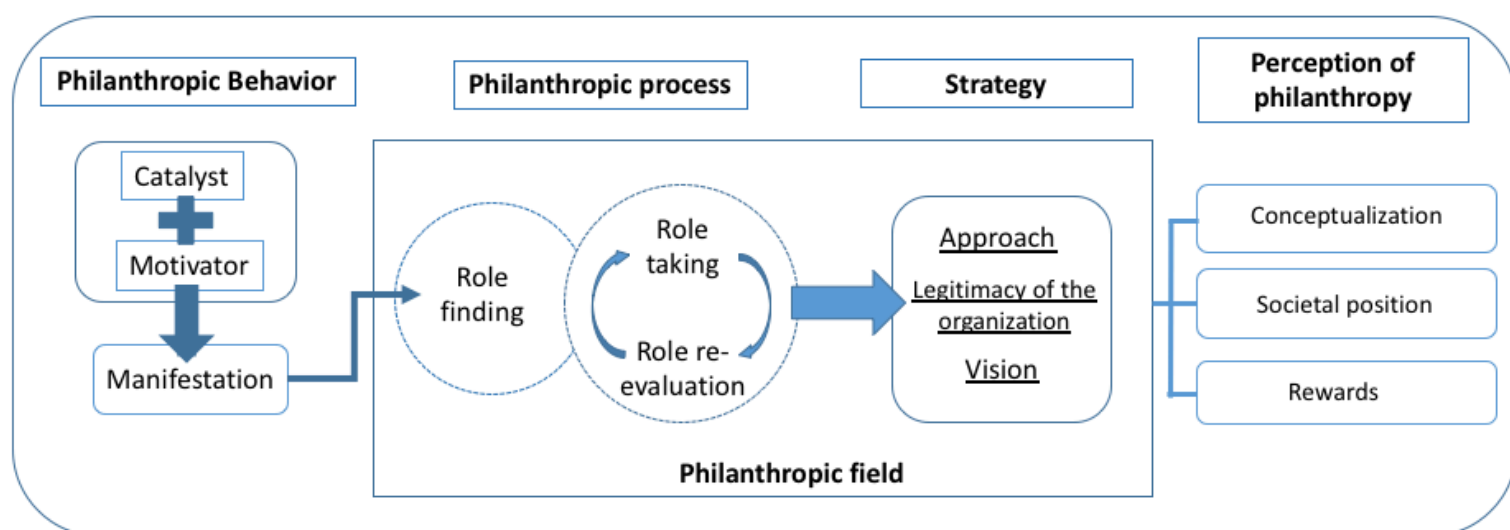 Philanthropic Behavior
Philanthropic process
Strategy
Perception of
philanthropy
Catalyst
Motivator
Manifestation
Role
finding
Role
taking
Role re-
evaluation
Approach
Legitimacy of the
organization
Vision
Philanthropic field
Conceptualization
Societal position
Rewards